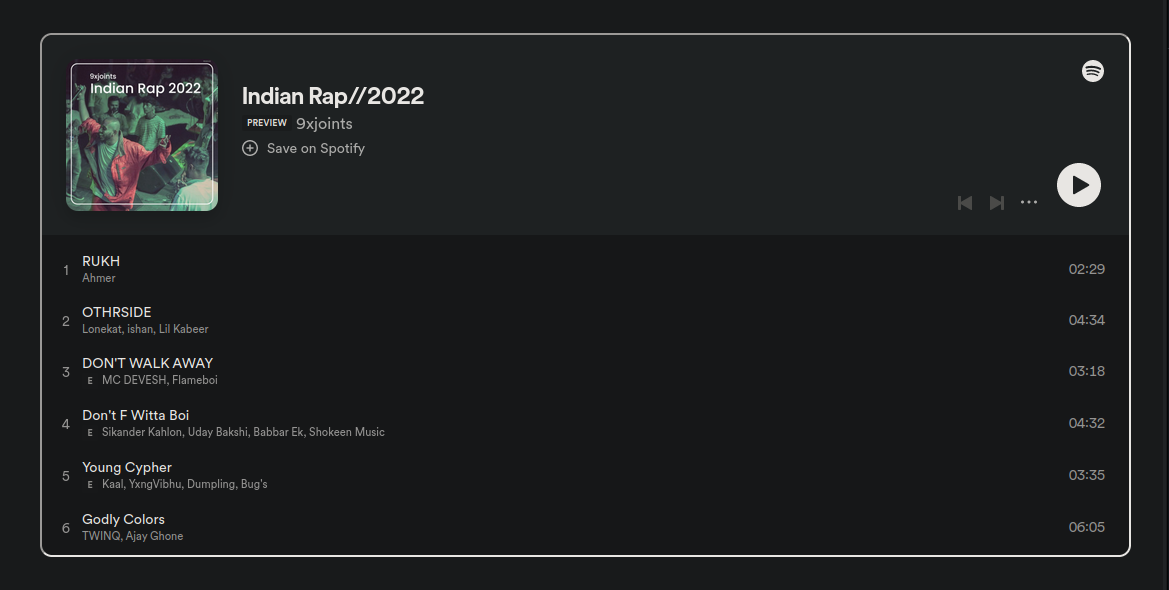 9xjoints
Indian Rap 2022
Indian Rap//2022
PREVIEW 9xjoints
Save on Spotify
1 RUKH 02:29
Ahmer
2 OTHRSIDE 04:34
Lonekat, ishan, Lil Kabeer
3 DON'T WALK AWAY 03:18
E MC DEVESH, Flameboi
4 Don't F Witta Boi 04:32
E Sikander Kahlon, Uday Bakshi, Babbar Ek, Shokeen Music
5 Young Cypher 03:35
E Kaal, YxngVibhu, Dumpling, Bug's
6 Godly Colors 06:05
TWINQ, Ajay Ghone